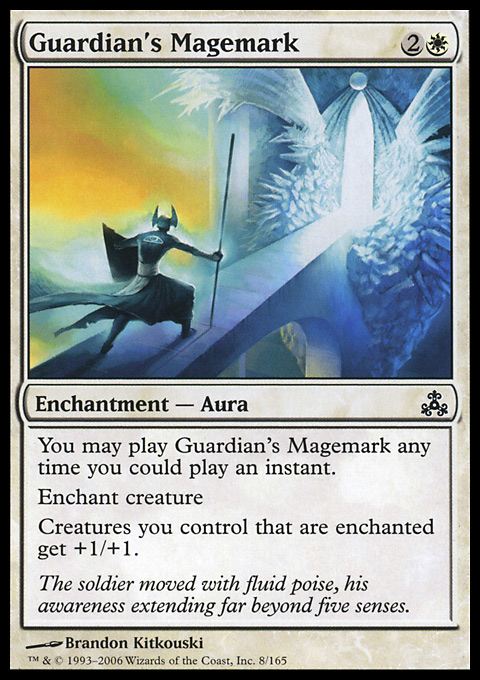 Guardian's Magemark 2
Enchantment — Aura
You may play Guardian's Magemark any
time you could play an instant.
Enchant creature
Creatures you control that are enchanted
get +1/+1.
The soldier moved with fluid poise, his
awareness extending far beyond five senses.
Brandon Kitkouski
™ & © 1993–2006 Wizards of the Coast, Inc. 8/165